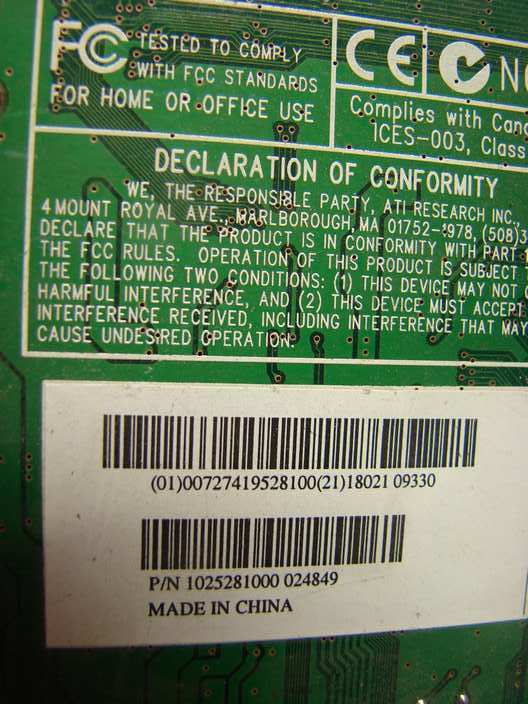 FC TESTED TO COMPLY
WITH FCC STANDARDS
FOR HOME OR OFFICE USE
CE
Complies with Can
ICES-003, Class
DECLARATION OF CONFORMITY
WE, THE RESPONSIBLE PARTY, ATI RESEARCH INC.,
4 MOUNT ROYAL AVE., MARLBOROUGH, MA 01752-1978, (508)3
DECLARE THAT THE PRODUCT IS IN CONFORMITY WITH PART
THE FCC RULES. OPERATION OF THIS PRODUCT IS SUBJECT
THE FOLLOWING TWO CONDITIONS: (1) THIS DEVICE MAY NOT
HARMFUL INTERFERENCE, AND (2) THIS DEVICE MUST ACCEPT
INTERFERENCE RECEIVED, INCLUDING INTERFERENCE THAT MAY
CAUSE UNDESIRED OPERATION.
(01)00727419528100(21)18021 09330
P/N 1025281000 024849
MADE IN CHINA